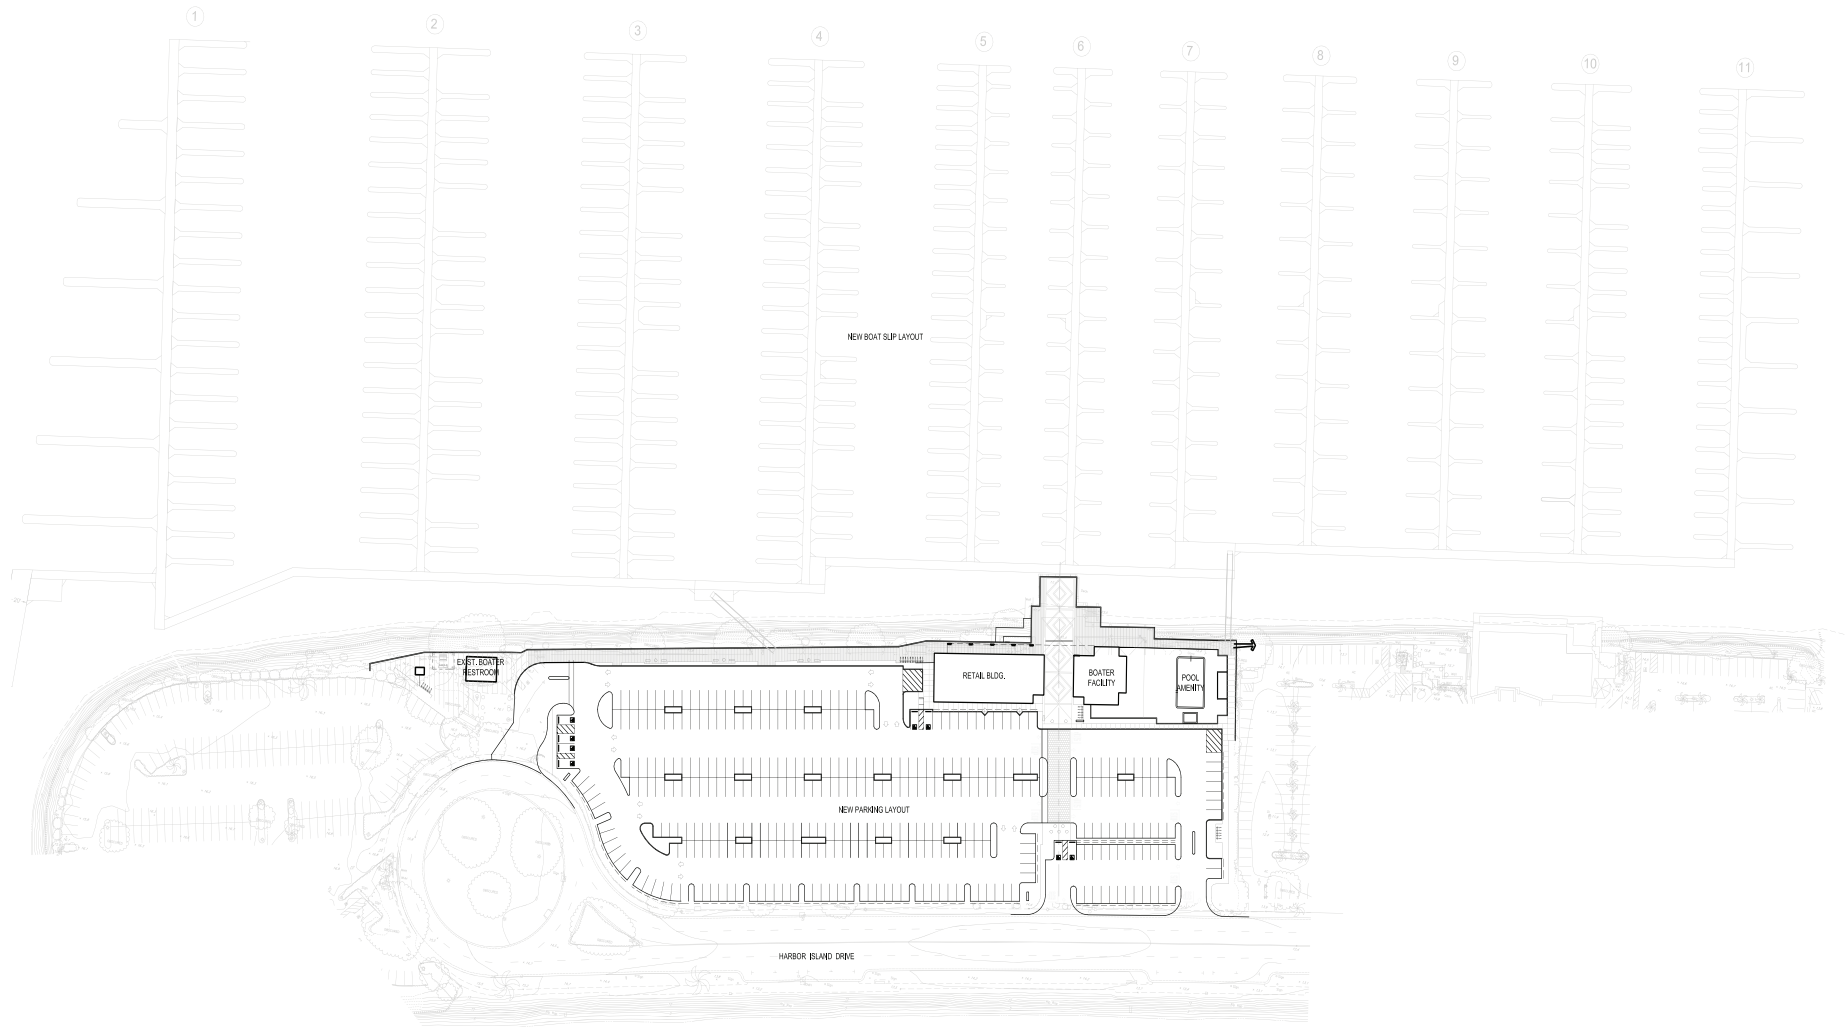 1
2
3
4
5
6
7
8
9
10
11
NEW BOAT SLIP LAYOUT
EXIST. BOATER
RESTROOM
RETAIL BLDG.
BOATER
FACILITY
POOL
AMENITY
NEW PARKING LAYOUT
HARBOR ISLAND DRIVE